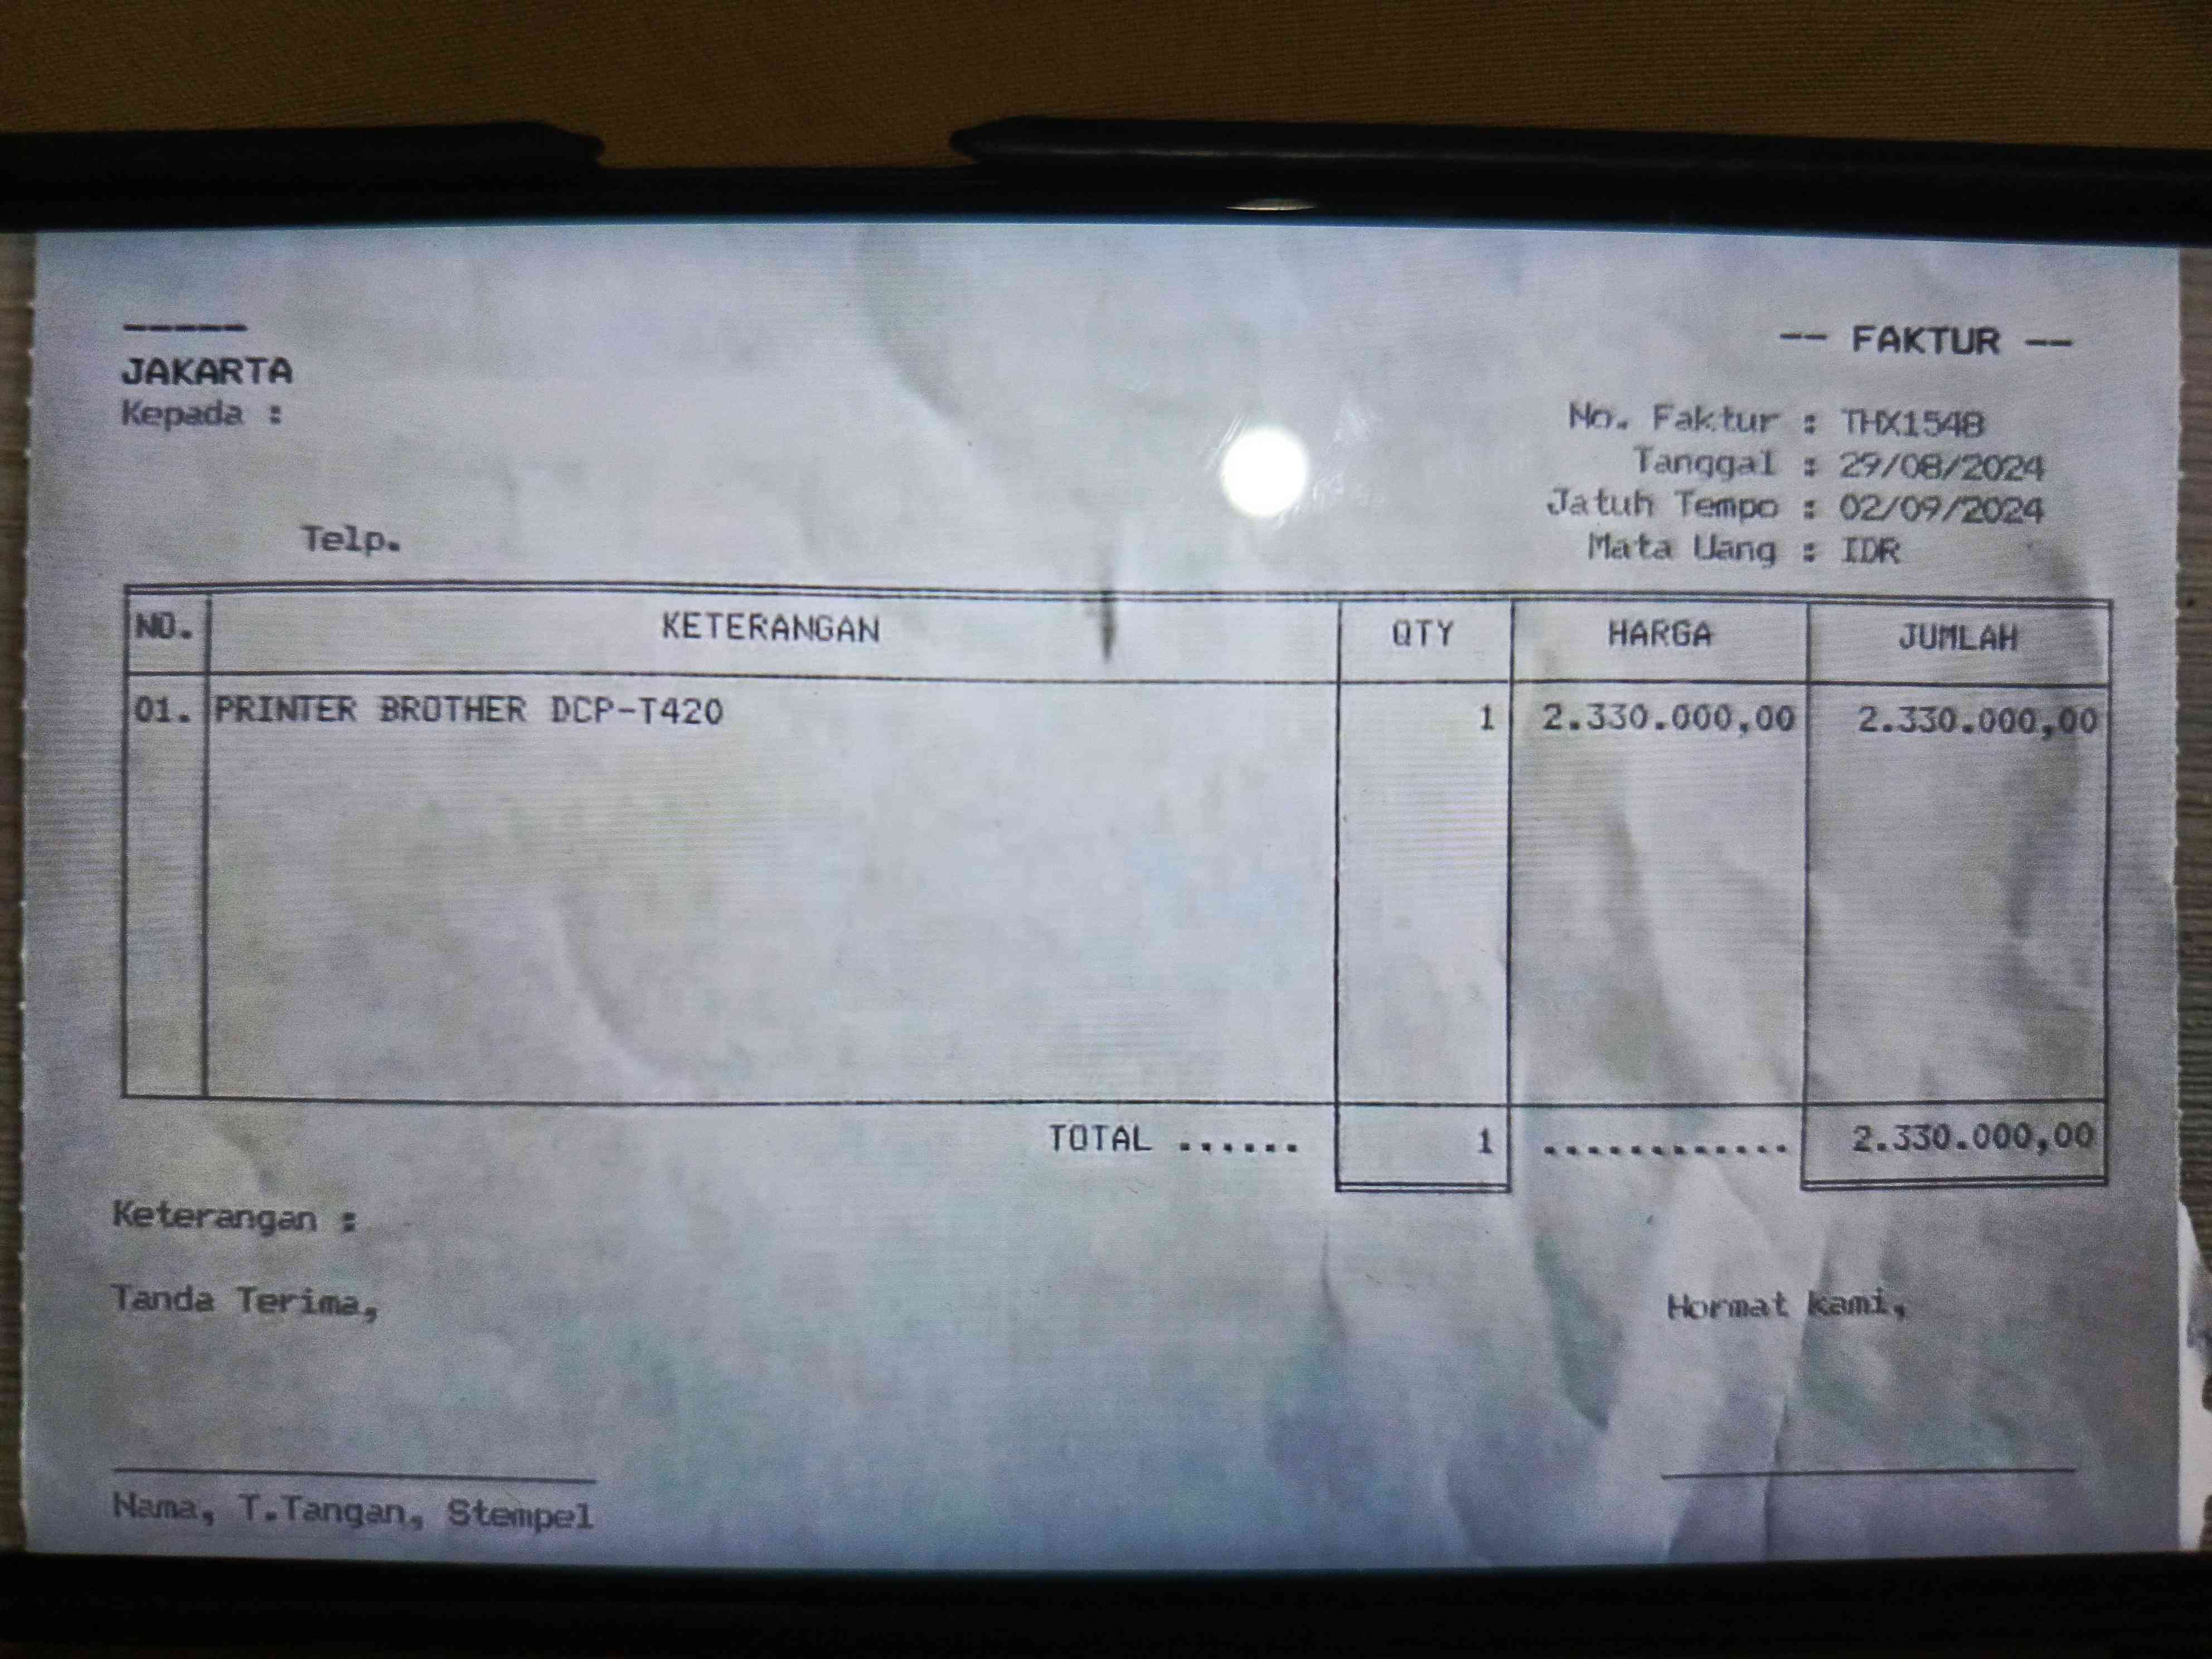 -----
JAKARTA
Kepada :
Telp.
-- FAKTUR --
No. Faktur : THX1548
Tanggal : 29/08/2024
Jatuh Tempo : 02/09/2024
Mata Uang : IDR
NO. KETERANGAN QTY HARGA JUMLAH
01. PRINTER BROTHER DCP-T420 1 2.330.000,00 2.330.000,00
TOTAL ...... 1 ............ 2.330.000,00
Keterangan :
Tanda Terima, Hormat kami,
Nama, T.Tangan, Stempel